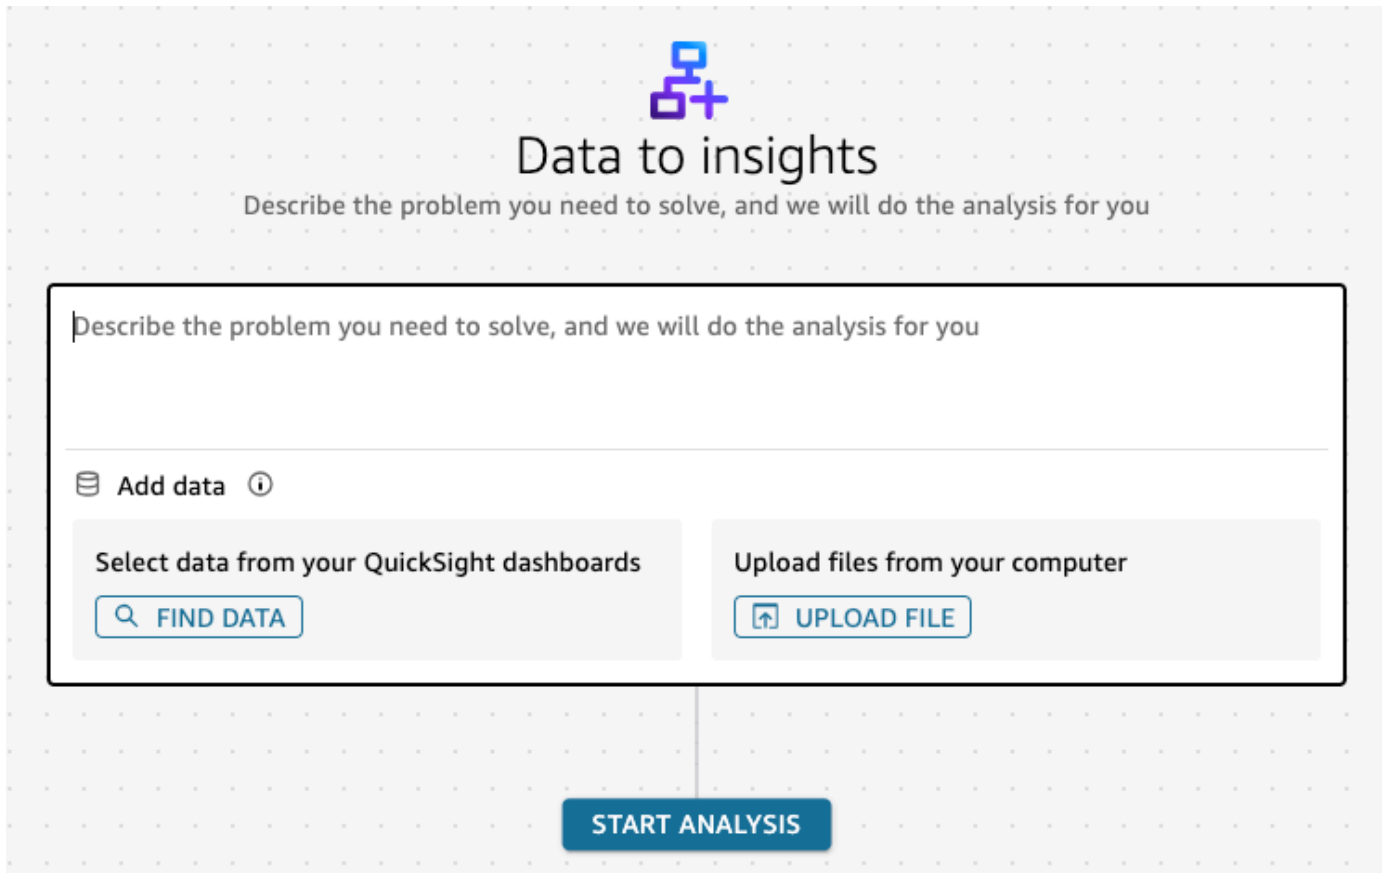 Data to insights
Describe the problem you need to solve, and we will do the analysis for you
Describe the problem you need to solve, and we will do the analysis for you
Add data
Select data from your QuickSight dashboards
FIND DATA
Upload files from your computer
UPLOAD FILE
START ANALYSIS